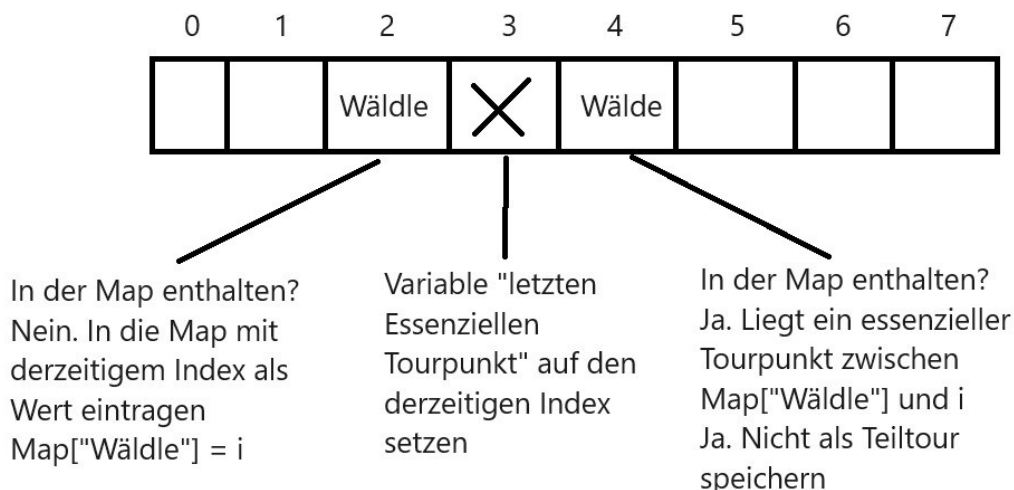 0 1 2 3 4 5 6 7
Wäldle Wälde
In der Map enthalten?
Nein. In die Map mit
derzeitigem Index als
Wert eintragen
Map["Wäldle"] = i
Variable "letzten
Essenziellen
Tourpunkt" auf den
derzeitigen Index
setzen
In der Map enthalten?
Ja. Liegt ein essenzieller
Tourpunkt zwischen
Map["Wäldle"] und i
Ja. Nicht als Teiltour
speichern